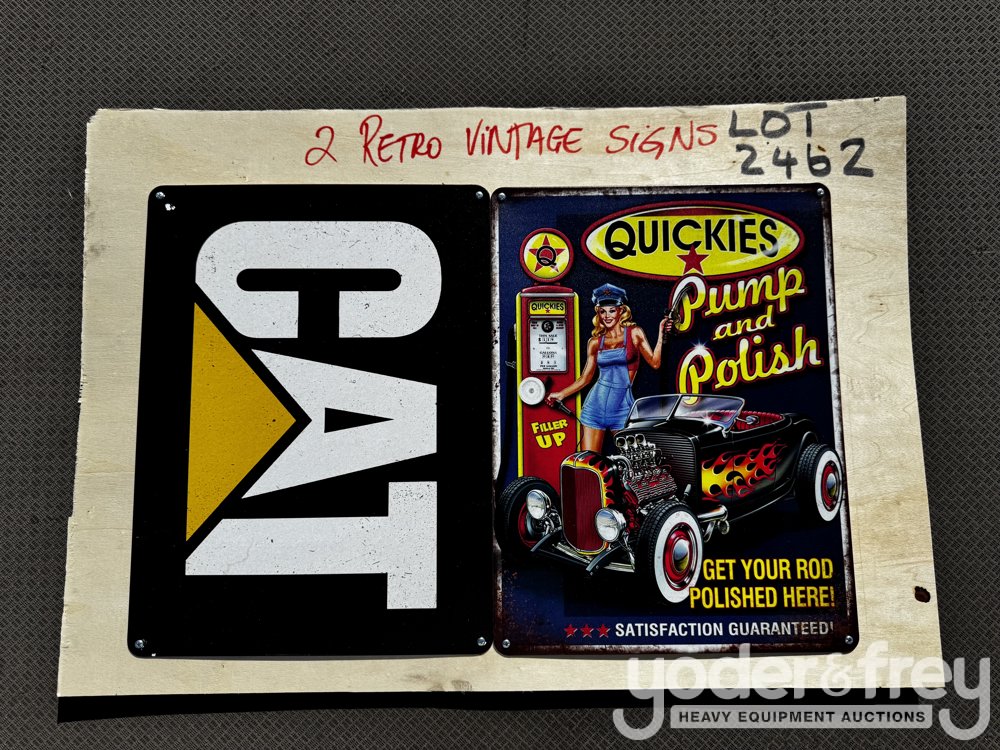 2 RETRO VINTAGE SIGNS
LOT
2462
CAT
QUICKIES
Pump
and
Polish
Q
QUICKIES
FILLER
UP
GET YOUR ROD
POLISHED HERE!
SATISFACTION GUARANTEED!
yoder&frey
HEAVY EQUIPMENT AUCTIONS